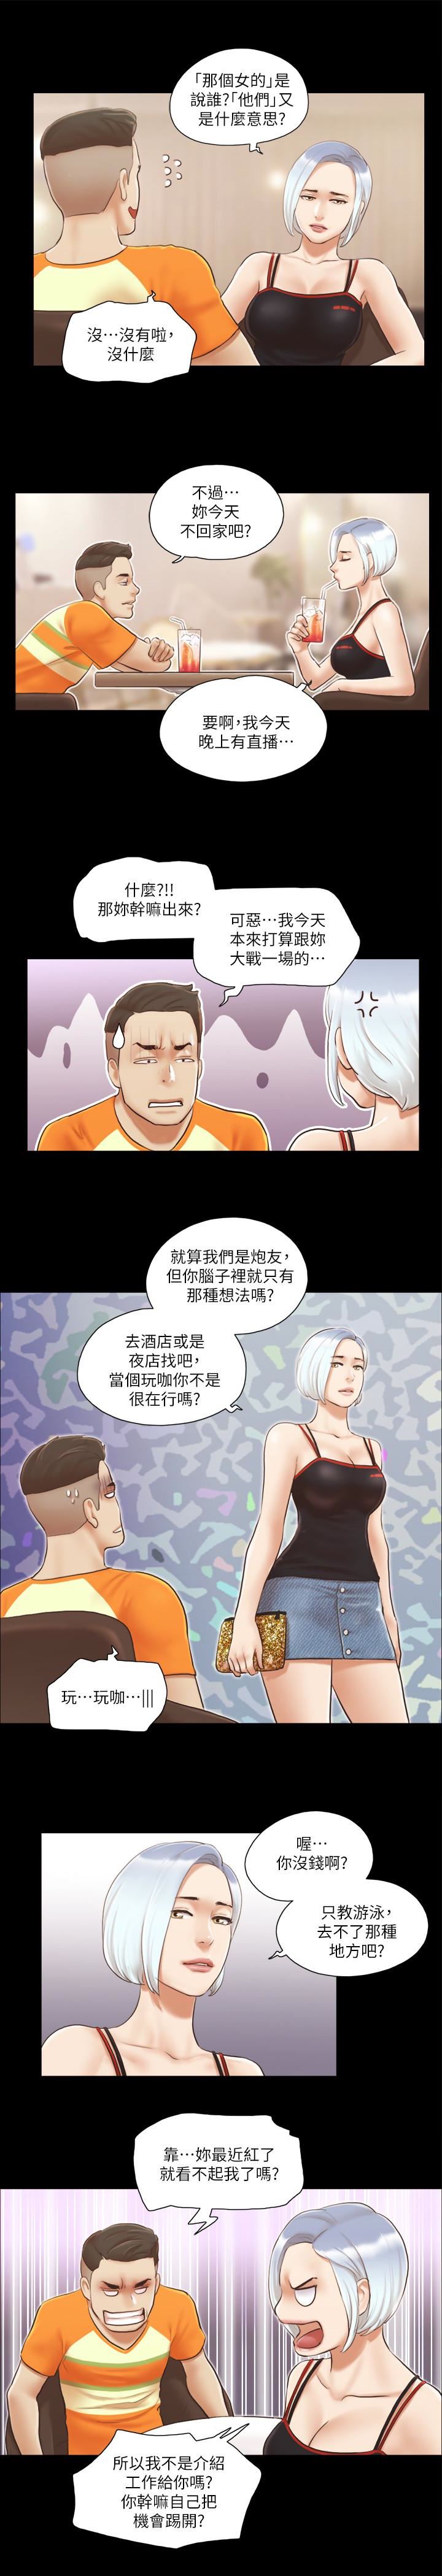 「那個女的」是
說誰?「他們」又
是什麼意思?
沒…沒有啦,
沒什麼
不過…
妳今天
不回家吧?
要啊,我今天
晚上有直播…
什麼?!!
那妳幹嘛出來?
可惡…我今天
本來打算跟妳
大戰一場的…
就算我們是炮友,
但你腦子裡就只有
那種想法嗎?
去酒店或是
夜店找吧,
當個玩咖你不是
很在行嗎?
玩…玩咖…|||
喔…
你沒錢啊?
只教游泳,
去不了那種
地方吧?
靠…妳最近紅了
就看不起我了嗎?
所以我不是介紹
工作給你嗎?
你幹嘛自己把
機會踢開?